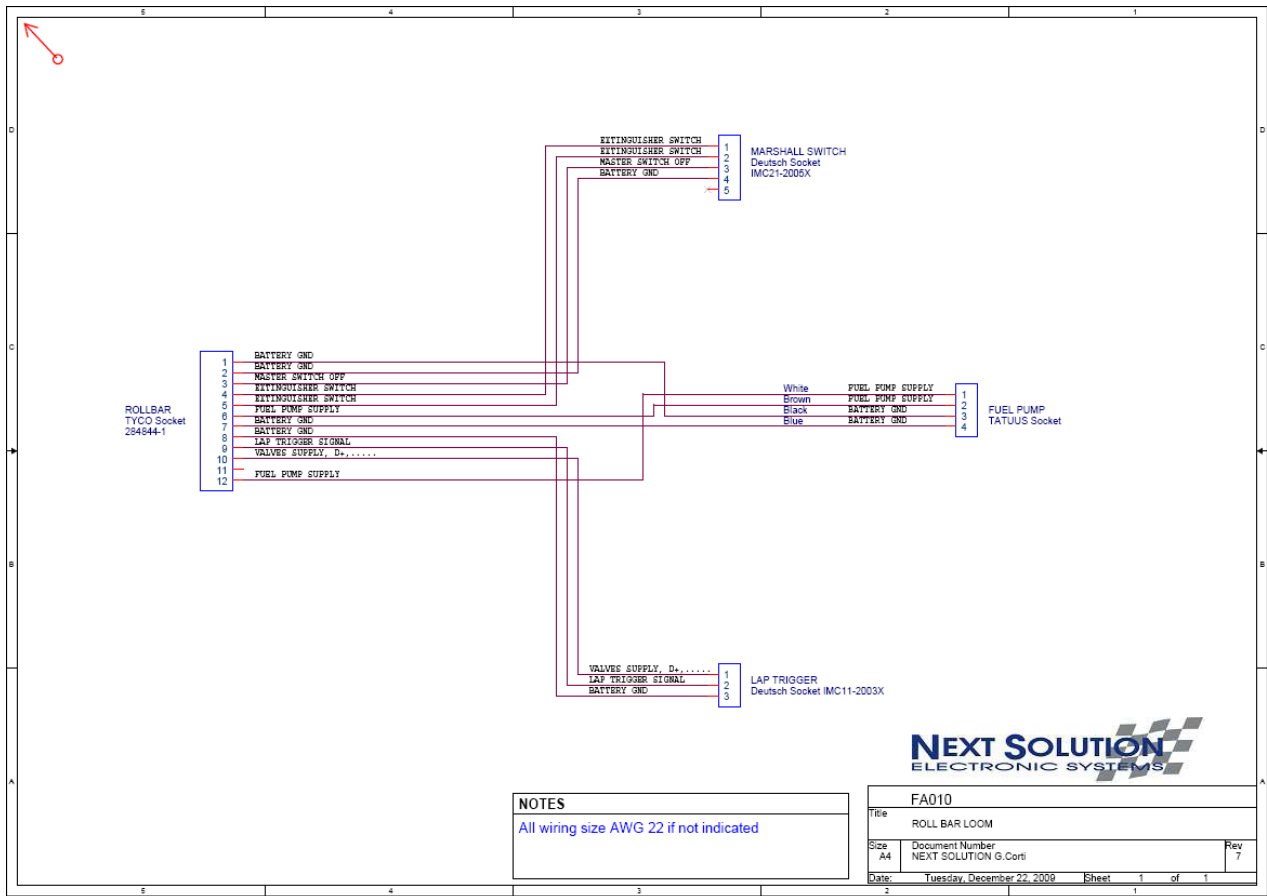 5 4 3 2 1
D D
C C
B B
A A
5 4 3 2 1
EXTINGUISHER SWITCH
EXTINGUISHER SWITCH
MASTER SWITCH OFF
BATTERY GND
1
2
3
4
5
MARSHALL SWITCH
Deutsch Socket
IMC21-2005X
ROLLBAR
TYCO Socket
284844-1
1 BATTERY GND
2 BATTERY GND
3 MASTER SWITCH OFF
4 EXTINGUISHER SWITCH
5 EXTINGUISHER SWITCH
6 FUEL PUMP SUPPLY
7 BATTERY GND
8 BATTERY GND
9 LAP TRIGGER SIGNAL
10 VALVES SUPPLY, D+,.....
11
12 FUEL PUMP SUPPLY
White FUEL PUMP SUPPLY 1
Brown FUEL PUMP SUPPLY 2
Black BATTERY GND 3
Blue BATTERY GND 4
FUEL PUMP
TATUUS Socket
VALVES SUPPLY, D+,..... 1
LAP TRIGGER SIGNAL 2
BATTERY GND 3
LAP TRIGGER
Deutsch Socket IMC11-2003X
NEXT SOLUTION
ELECTRONIC SYSTEMS
NOTES
All wiring size AWG 22 if not indicated
FA010
Title
ROLL BAR LOOM
Size
A4
Document Number
NEXT SOLUTION G.Corti
Rev
7
Date: Tuesday, December 22, 2009 Sheet 1 of 1